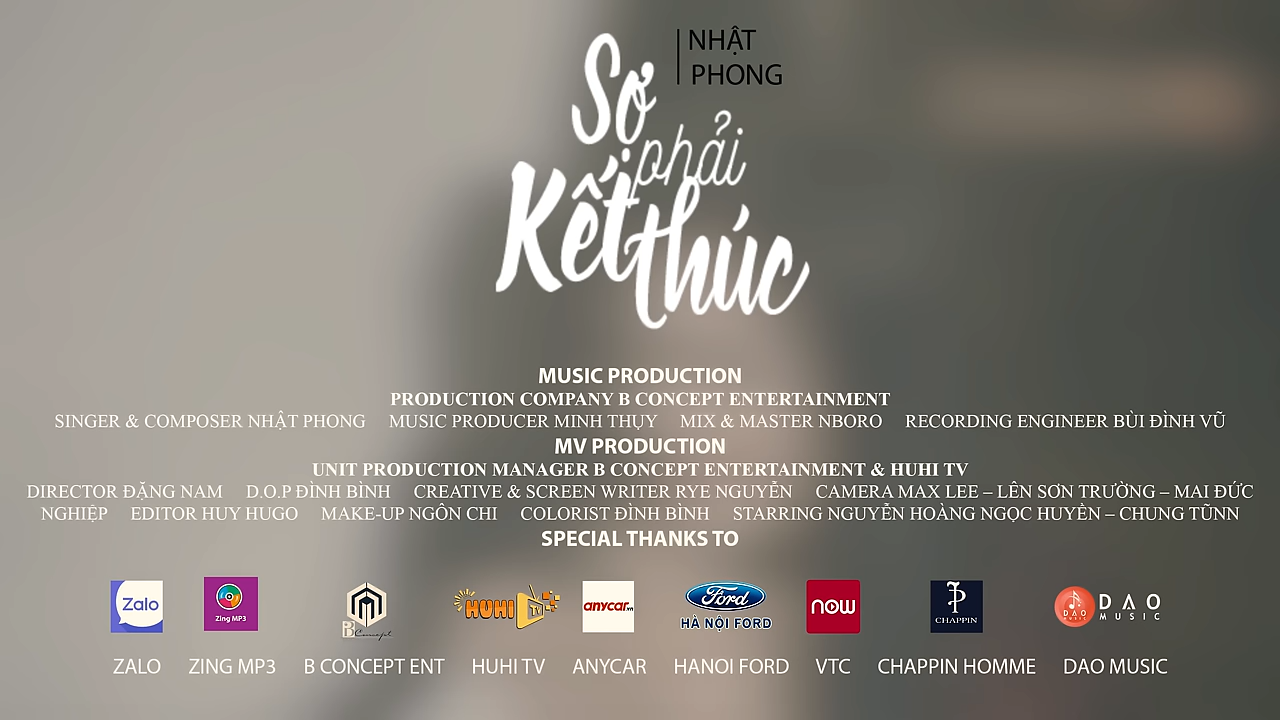 NHẬT
PHONG
Sợ
phải
Kết
thúc
MUSIC PRODUCTION
PRODUCTION COMPANY B CONCEPT ENTERTAINMENT
SINGER & COMPOSER NHẬT PHONG MUSIC PRODUCER MINH THỤY MIX & MASTER NBORO RECORDING ENGINEER BÙI ĐÌNH VŨ
MV PRODUCTION
UNIT PRODUCTION MANAGER B CONCEPT ENTERTAINMENT & HUHI TV
DIRECTOR ĐẶNG NAM D.O.P ĐÌNH BÌNH CREATIVE & SCREEN WRITER RYE NGUYỄN CAMERA MAX LEE – LÊN SƠN TRƯỜNG – MAI ĐỨC
NGHIỆP EDITOR HUY HUGO MAKE-UP NGÔN CHI COLORIST ĐÌNH BÌNH STARRING NGUYỄN HOÀNG NGỌC HUYỀN – CHUNG TŨNN
SPECIAL THANKS TO
Zalo
Zing MP3
B Concept
HUHI TV
anycar.vn
Ford
HÀ NỘI FORD
now
CHAPPIN
DAO MUSIC
DAO
MUSIC
ZALO ZING MP3 B CONCEPT ENT HUHI TV ANYCAR HANOI FORD VTC CHAPPIN HOMME DAO MUSIC